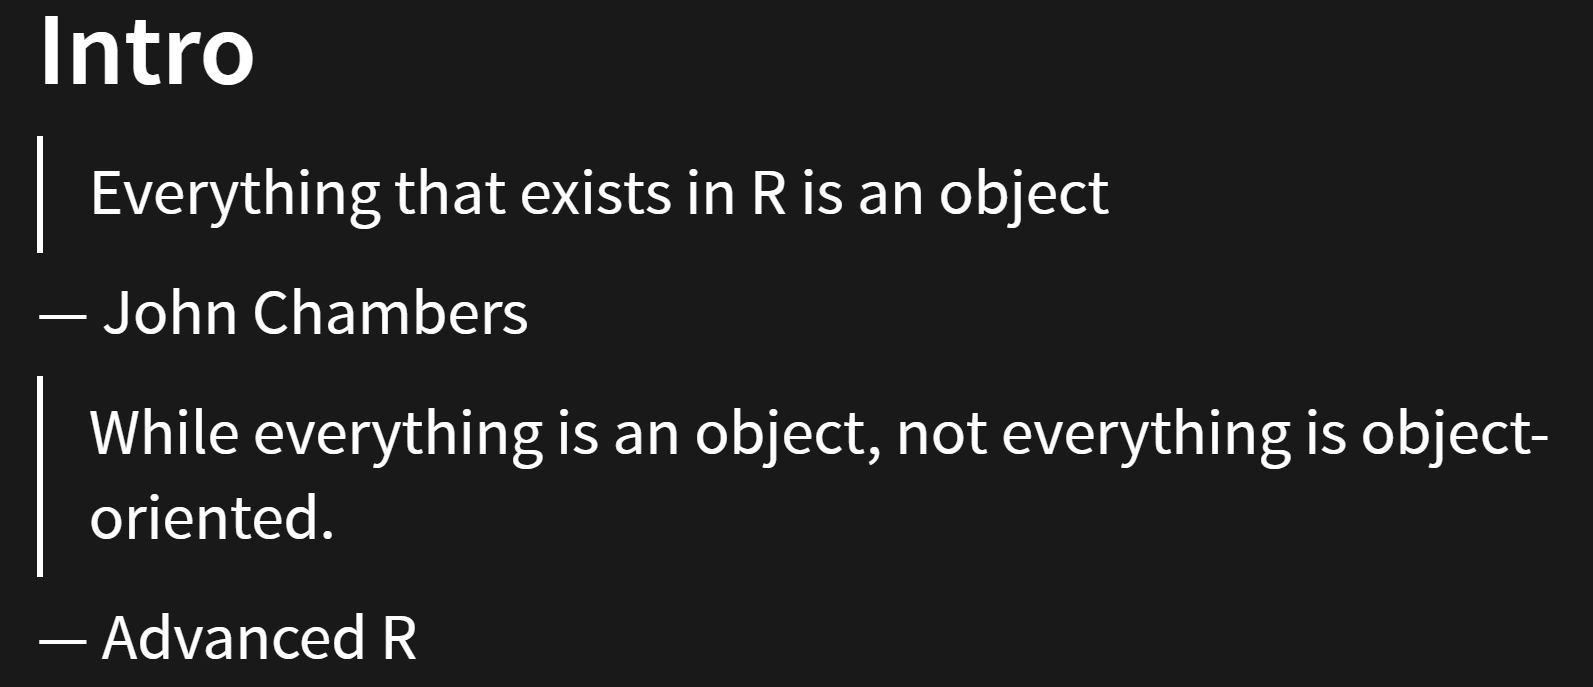 Intro
Everything that exists in R is an object
— John Chambers
While everything is an object, not everything is object-
oriented.
— Advanced R